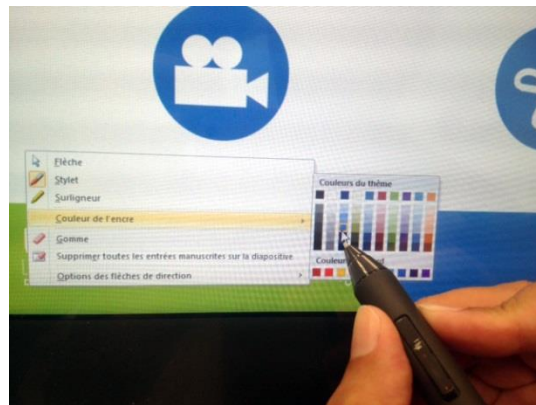 Flèche
Stylet
Surligneur
Couleur de l'encre
Gomme
Supprimer toutes les entrées manuscrites sur la diapositive
Options des flèches de direction
Couleurs du thème
Couleurs